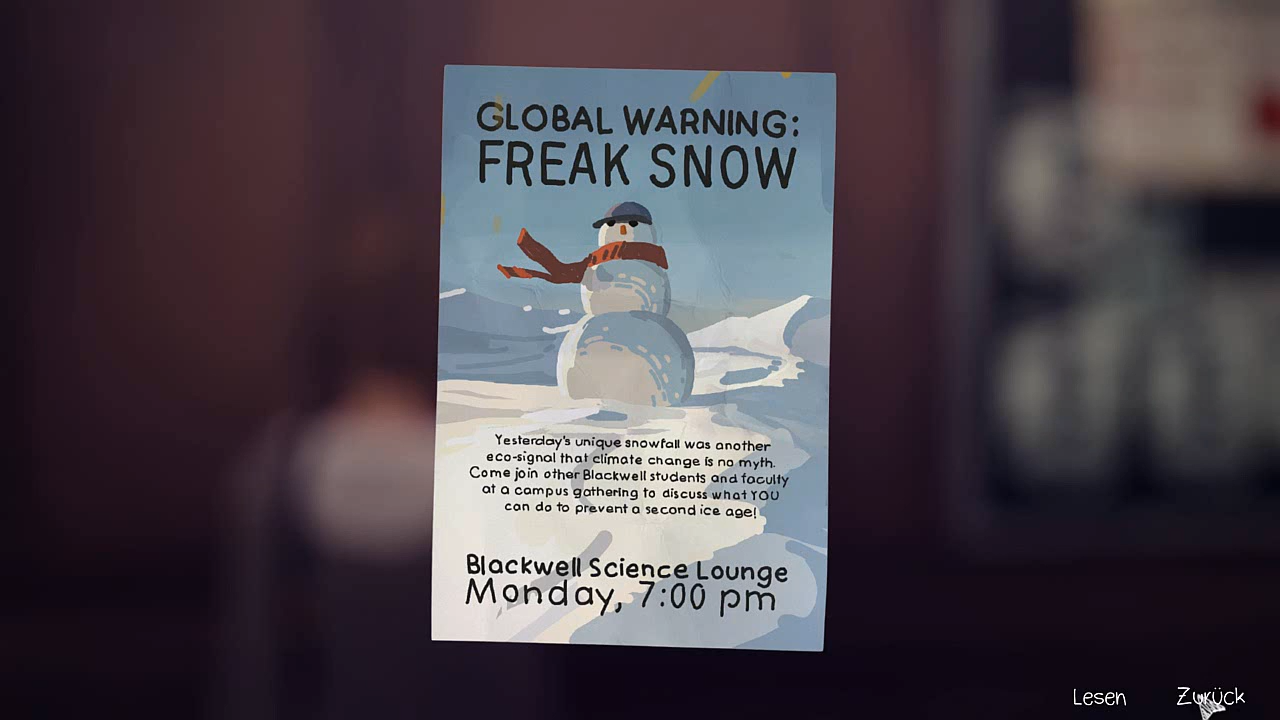 GLOBAL WARNING:
FREAK SNOW
Yesterday's unique snowfall was another
eco-signal that climate change is no myth.
Come join other Blackwell students and faculty
at a campus gathering to discuss what YOU
can do to prevent a second ice age!
Blackwell Science Lounge
Monday, 7:00 pm
Lesen Zurück